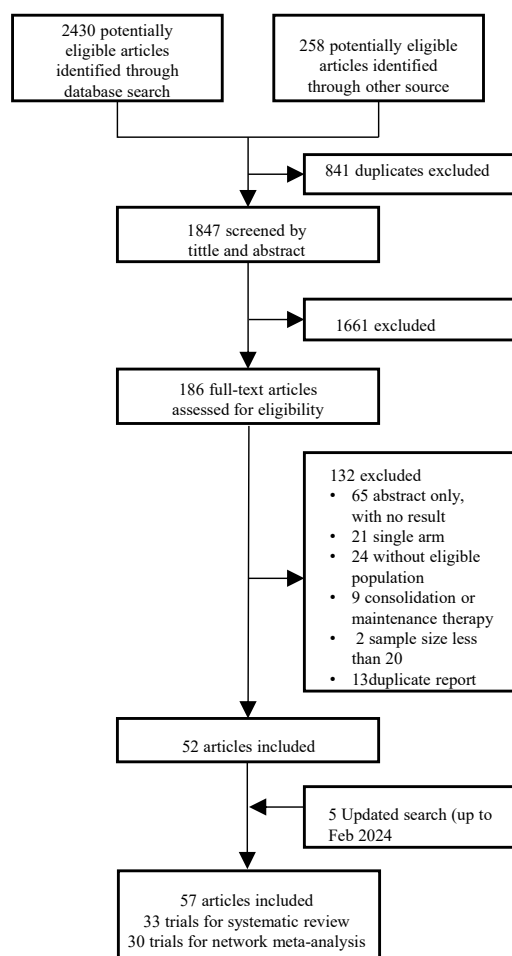 2430 potentially
eligible articles
identified through
database search
258 potentially eligible
articles identified
through other source
841 duplicates excluded
1847 screened by
tittle and abstract
1661 excluded
186 full-text articles
assessed for eligibility
132 excluded
• 65 abstract only,
with no result
• 21 single arm
• 24 without eligible
population
• 9 consolidation or
maintenance therapy
• 2 sample size less
than 20
• 13duplicate report
52 articles included
5 Updated search (up to
Feb 2024
57 articles included
33 trials for systematic review
30 trials for network meta-analysis